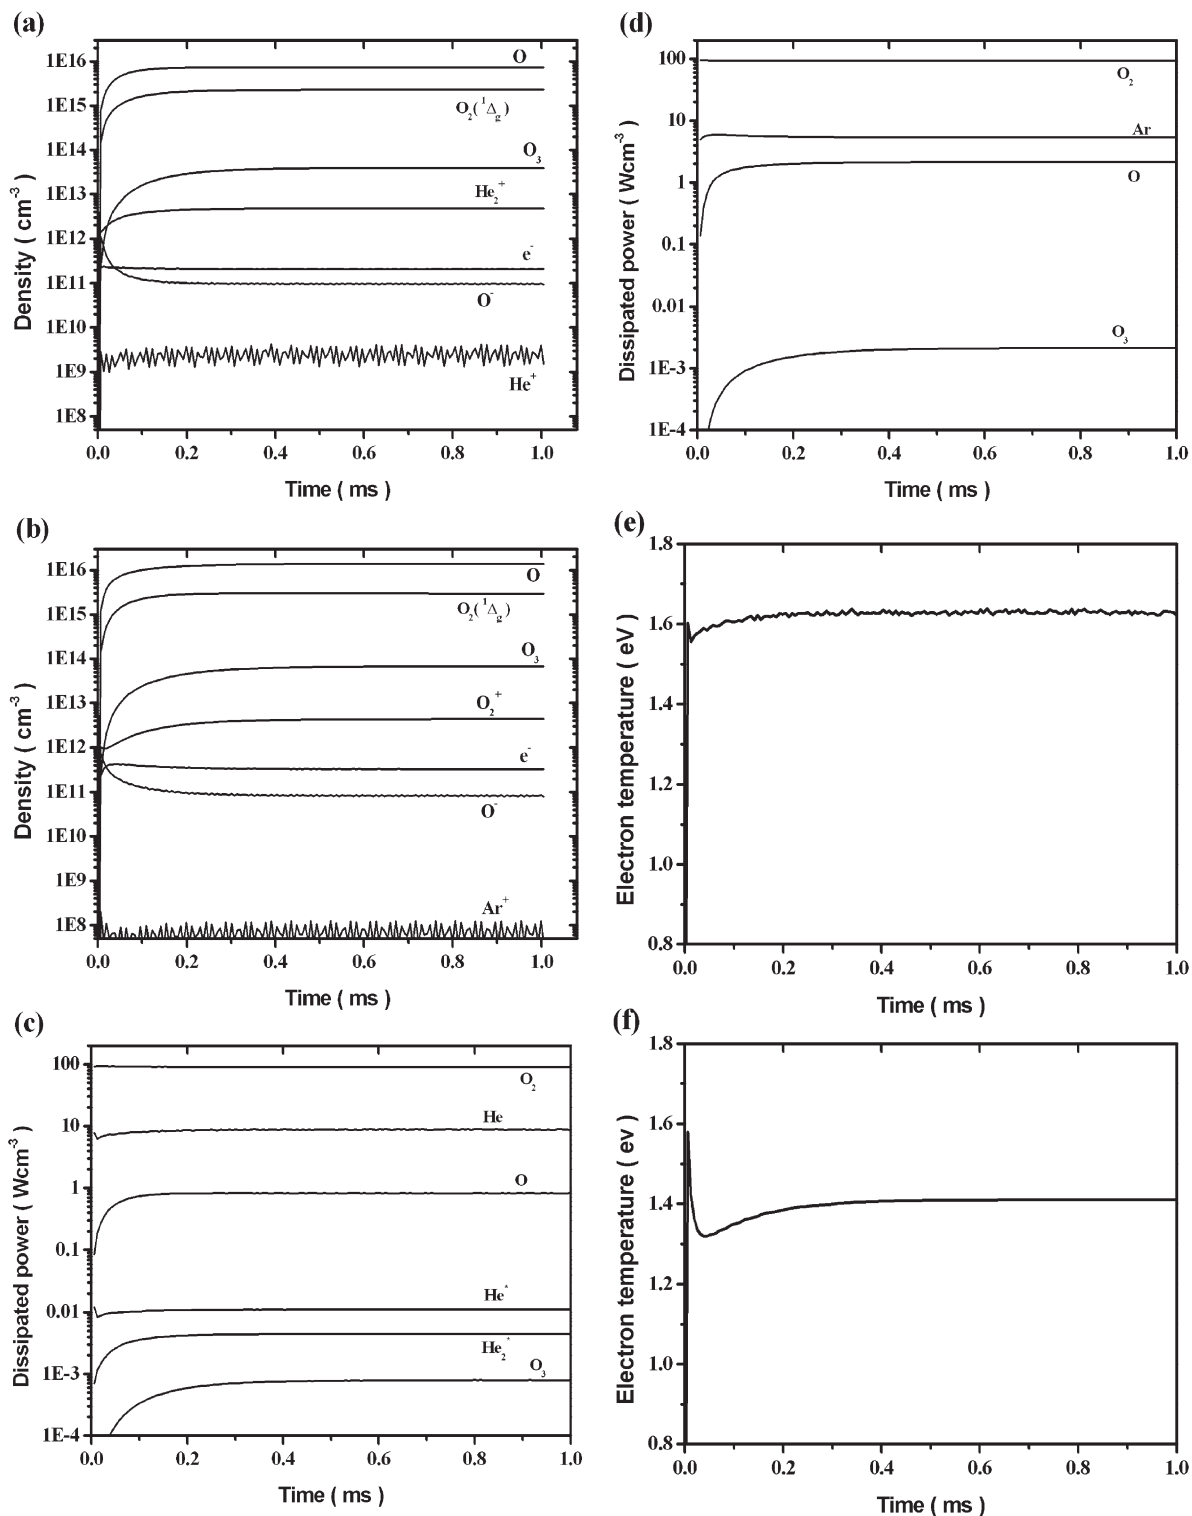 (a)
1E16
1E15
1E14
1E13
1E12
1E11
1E10
1E9
1E8
Density ( cm⁻³ )
O
O₂(¹Δg)
O₃
He₂⁺
e⁻
O⁻
He⁺
0.0 0.2 0.4 0.6 0.8 1.0
Time ( ms )
(b)
1E16
1E15
1E14
1E13
1E12
1E11
1E10
1E9
1E8
Density ( cm⁻³ )
O
O₂(¹Δg)
O₃
O₂⁺
e⁻
O⁻
Ar⁺
0.0 0.2 0.4 0.6 0.8 1.0
Time ( ms )
(c)
100
10
1
0.1
0.01
1E-3
1E-4
Dissipated power ( Wcm⁻³ )
O₂
He
O
He*
He₂*
O₃
0.0 0.2 0.4 0.6 0.8 1.0
Time ( ms )
(d)
100
10
1
0.1
0.01
1E-3
1E-4
Dissipated power ( Wcm⁻³ )
O₂
Ar
O
O₃
0.0 0.2 0.4 0.6 0.8 1.0
Time ( ms )
(e)
1.8
1.6
1.4
1.2
1.0
0.8
Electron temperature ( eV )
0.0 0.2 0.4 0.6 0.8 1.0
Time ( ms )
(f)
1.8
1.6
1.4
1.2
1.0
0.8
Electron temperature ( ev )
0.0 0.2 0.4 0.6 0.8 1.0
Time ( ms )